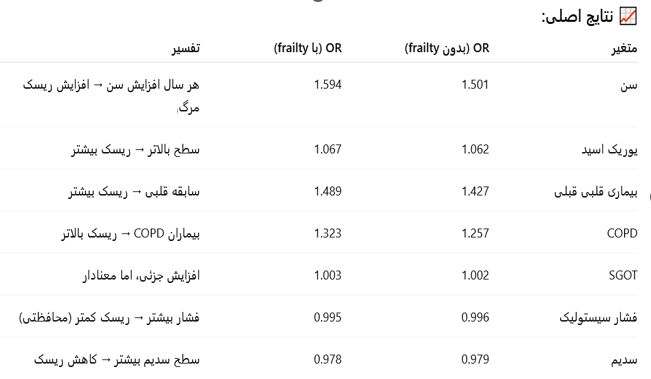 📈 نتایج اصلی:
متغیر OR (بدون frailty) OR (با frailty) تفسیر
سن 1.501 1.594 هر سال افزایش سن → افزایش ریسک
مرگ
یوریک اسید 1.062 1.067 سطح بالاتر → ریسک بیشتر
بیماری قلبی قبلی 1.427 1.489 سابقه قلبی → ریسک بیشتر
COPD 1.257 1.323 بیماران COPD → ریسک بالاتر
SGOT 1.002 1.003 افزایش جزئی، اما معنادار
فشار سیستولیک 0.996 0.995 فشار بیشتر → ریسک کمتر (محافظتی)
سدیم 0.979 0.978 سطح سدیم بیشتر → کاهش ریسک